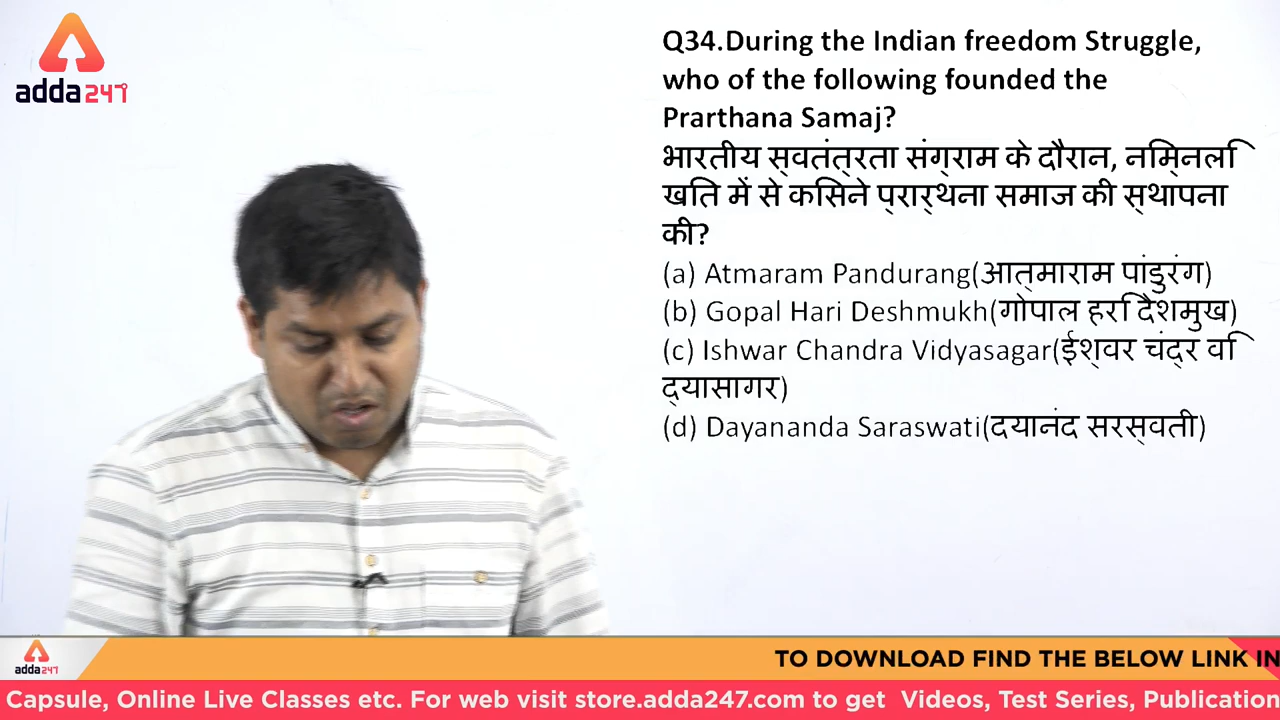 adda247
Q34.During the Indian freedom Struggle,
who of the following founded the
Prarthana Samaj?
भारतीय स्वतंत्रता संग्राम के दौरान, निम्नलि
खित में से किसने प्रार्थना समाज की स्थापना
की?
(a) Atmaram Pandurang(आत्माराम पांडुरंग)
(b) Gopal Hari Deshmukh(गोपाल हरि देशमुख)
(c) Ishwar Chandra Vidyasagar(ईश्वर चंद्र वि
द्यासागर)
(d) Dayananda Saraswati(दयानंद सरस्वती)
adda247
TO DOWNLOAD FIND THE BELOW LINK IN
Capsule, Online Live Classes etc. For web visit store.adda247.com to get Videos, Test Series, Publication